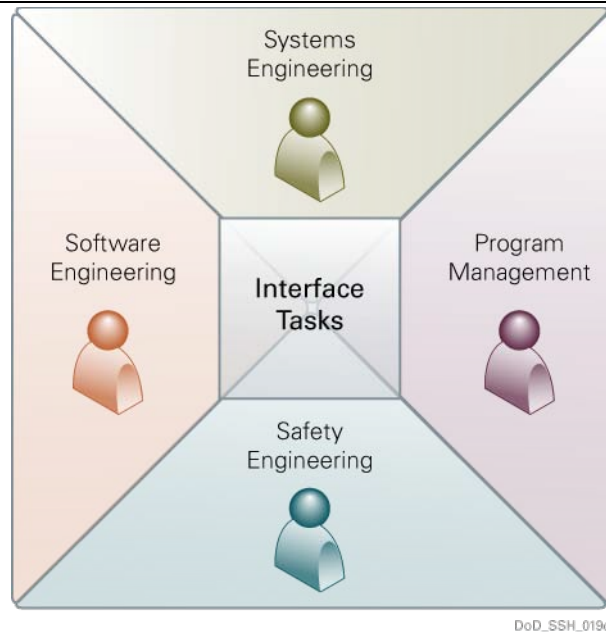 Systems
Engineering
Software
Engineering
Program
Management
Interface
Tasks
Safety
Engineering